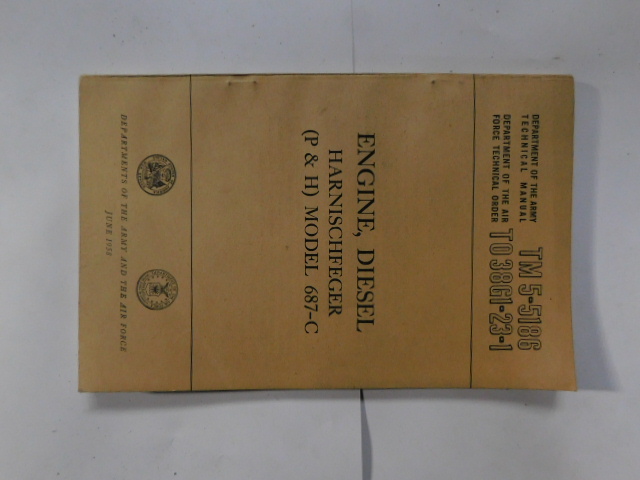 DEPARTMENT OF THE ARMY
TECHNICAL MANUAL
TM 5-5186
DEPARTMENT OF THE AIR
FORCE TECHNICAL ORDER
TO 38G1-23-1
ENGINE, DIESEL
HARNISCHFEGER
(P & H) MODEL 687-C
DEPARTMENTS OF THE ARMY AND THE AIR FORCE
JUNE 1954